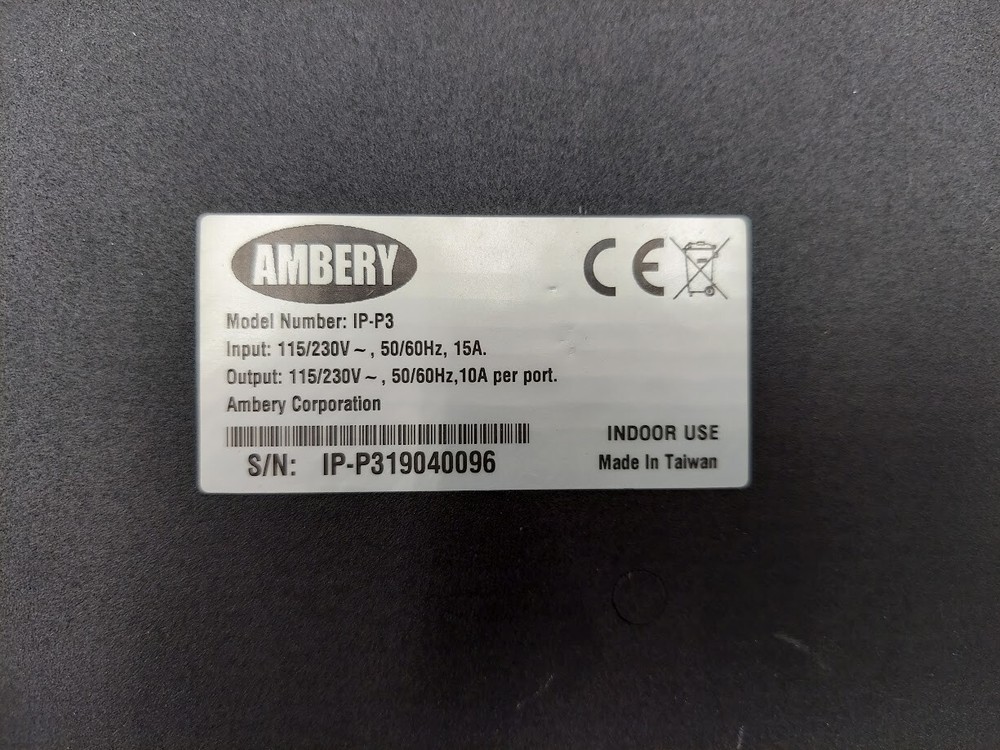 AMBERY
CE
Model Number: IP-P3
Input: 115/230V ~ , 50/60Hz, 15A.
Output: 115/230V ~ , 50/60Hz,10A per port.
Ambery Corporation
INDOOR USE
S/N: IP-P319040096
Made In Taiwan